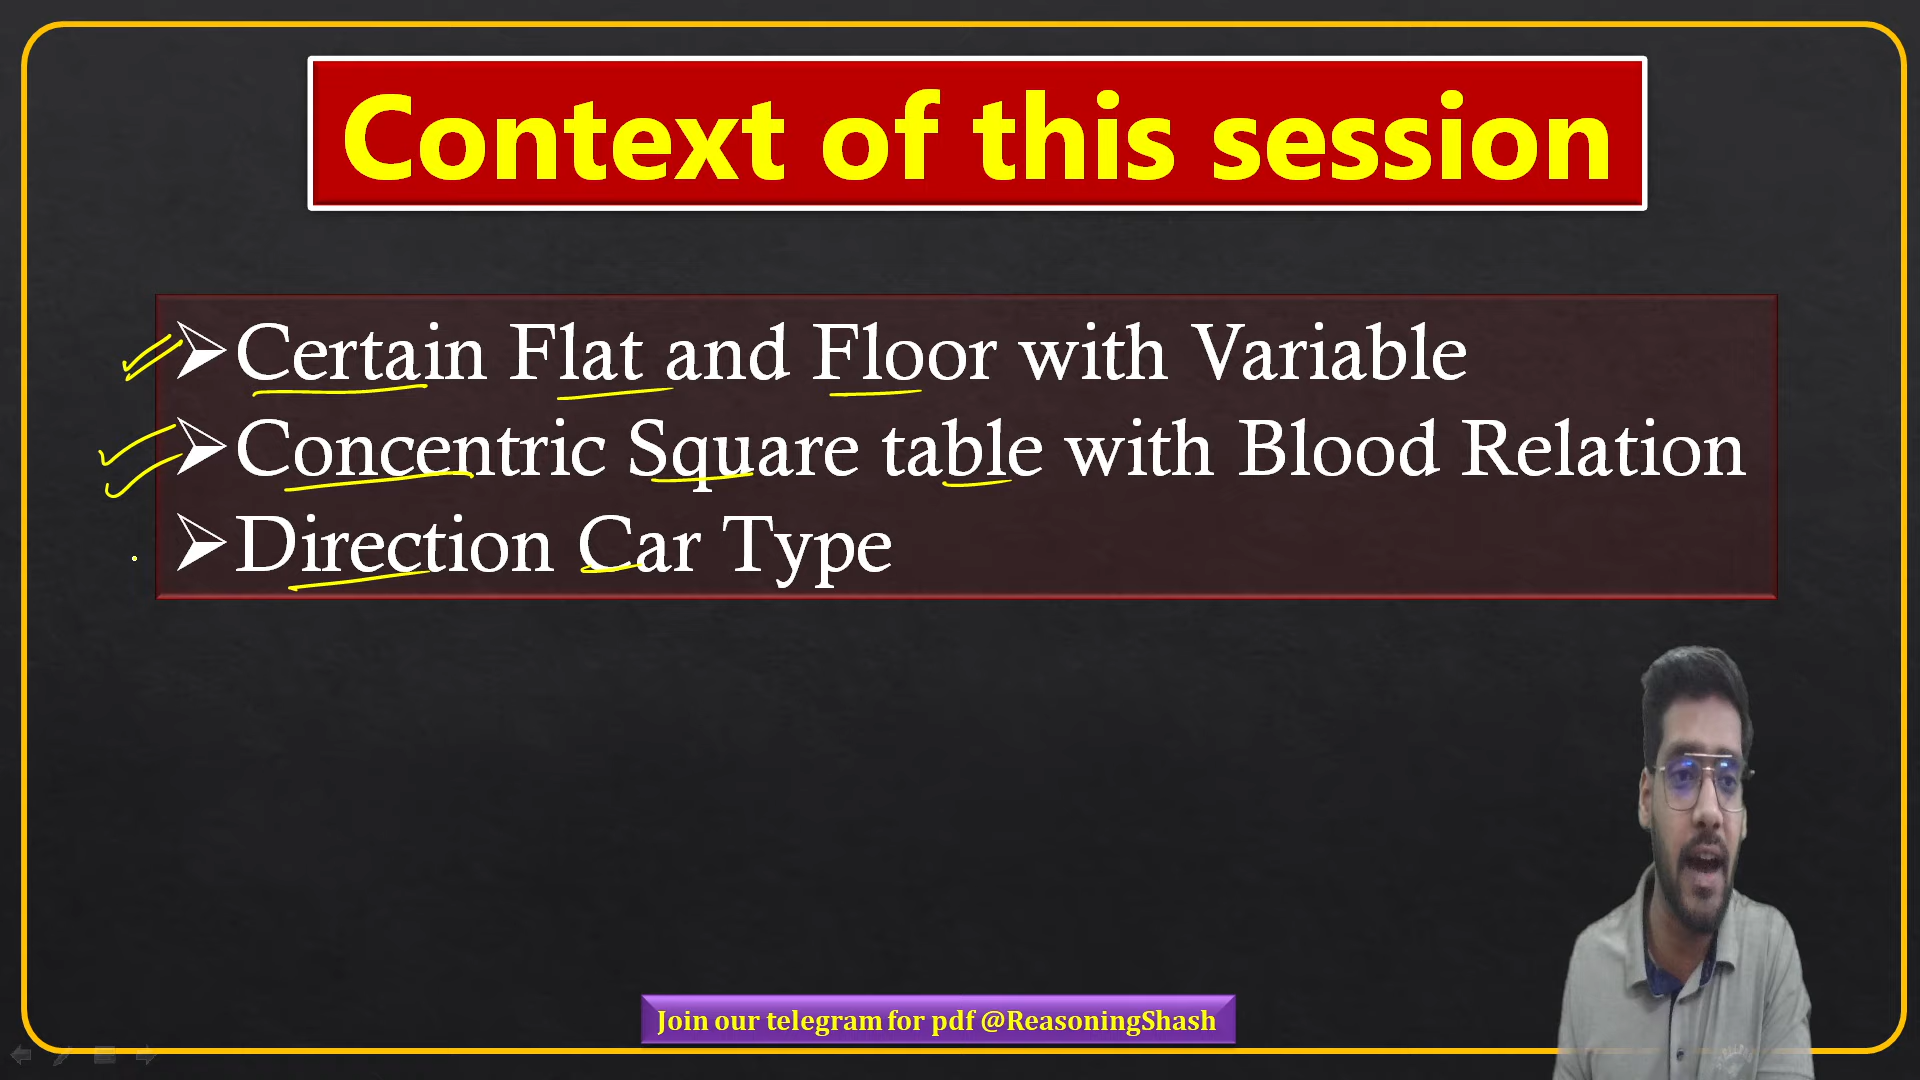 Context of this session
➢Certain Flat and Floor with Variable
➢Concentric Square table with Blood Relation
➢Direction Car Type
Join our telegram for pdf @ReasoningShash